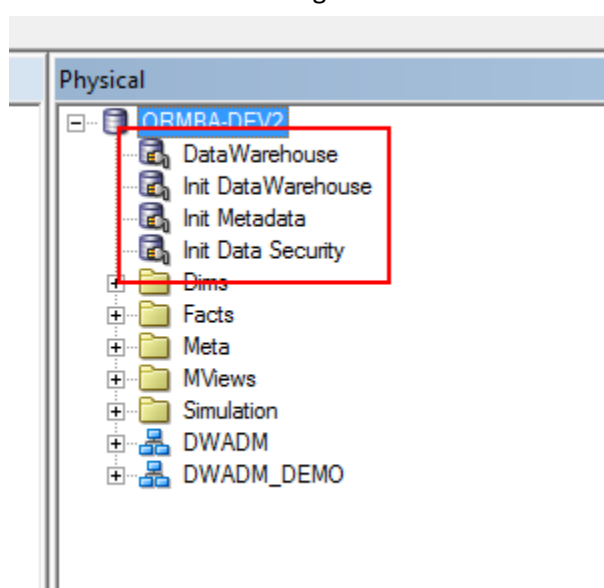 Physical
ORMBA-DEV2
DataWarehouse
Init DataWarehouse
Init Metadata
Init Data Security
Dims
Facts
Meta
MViews
Simulation
DWADM
DWADM_DEMO